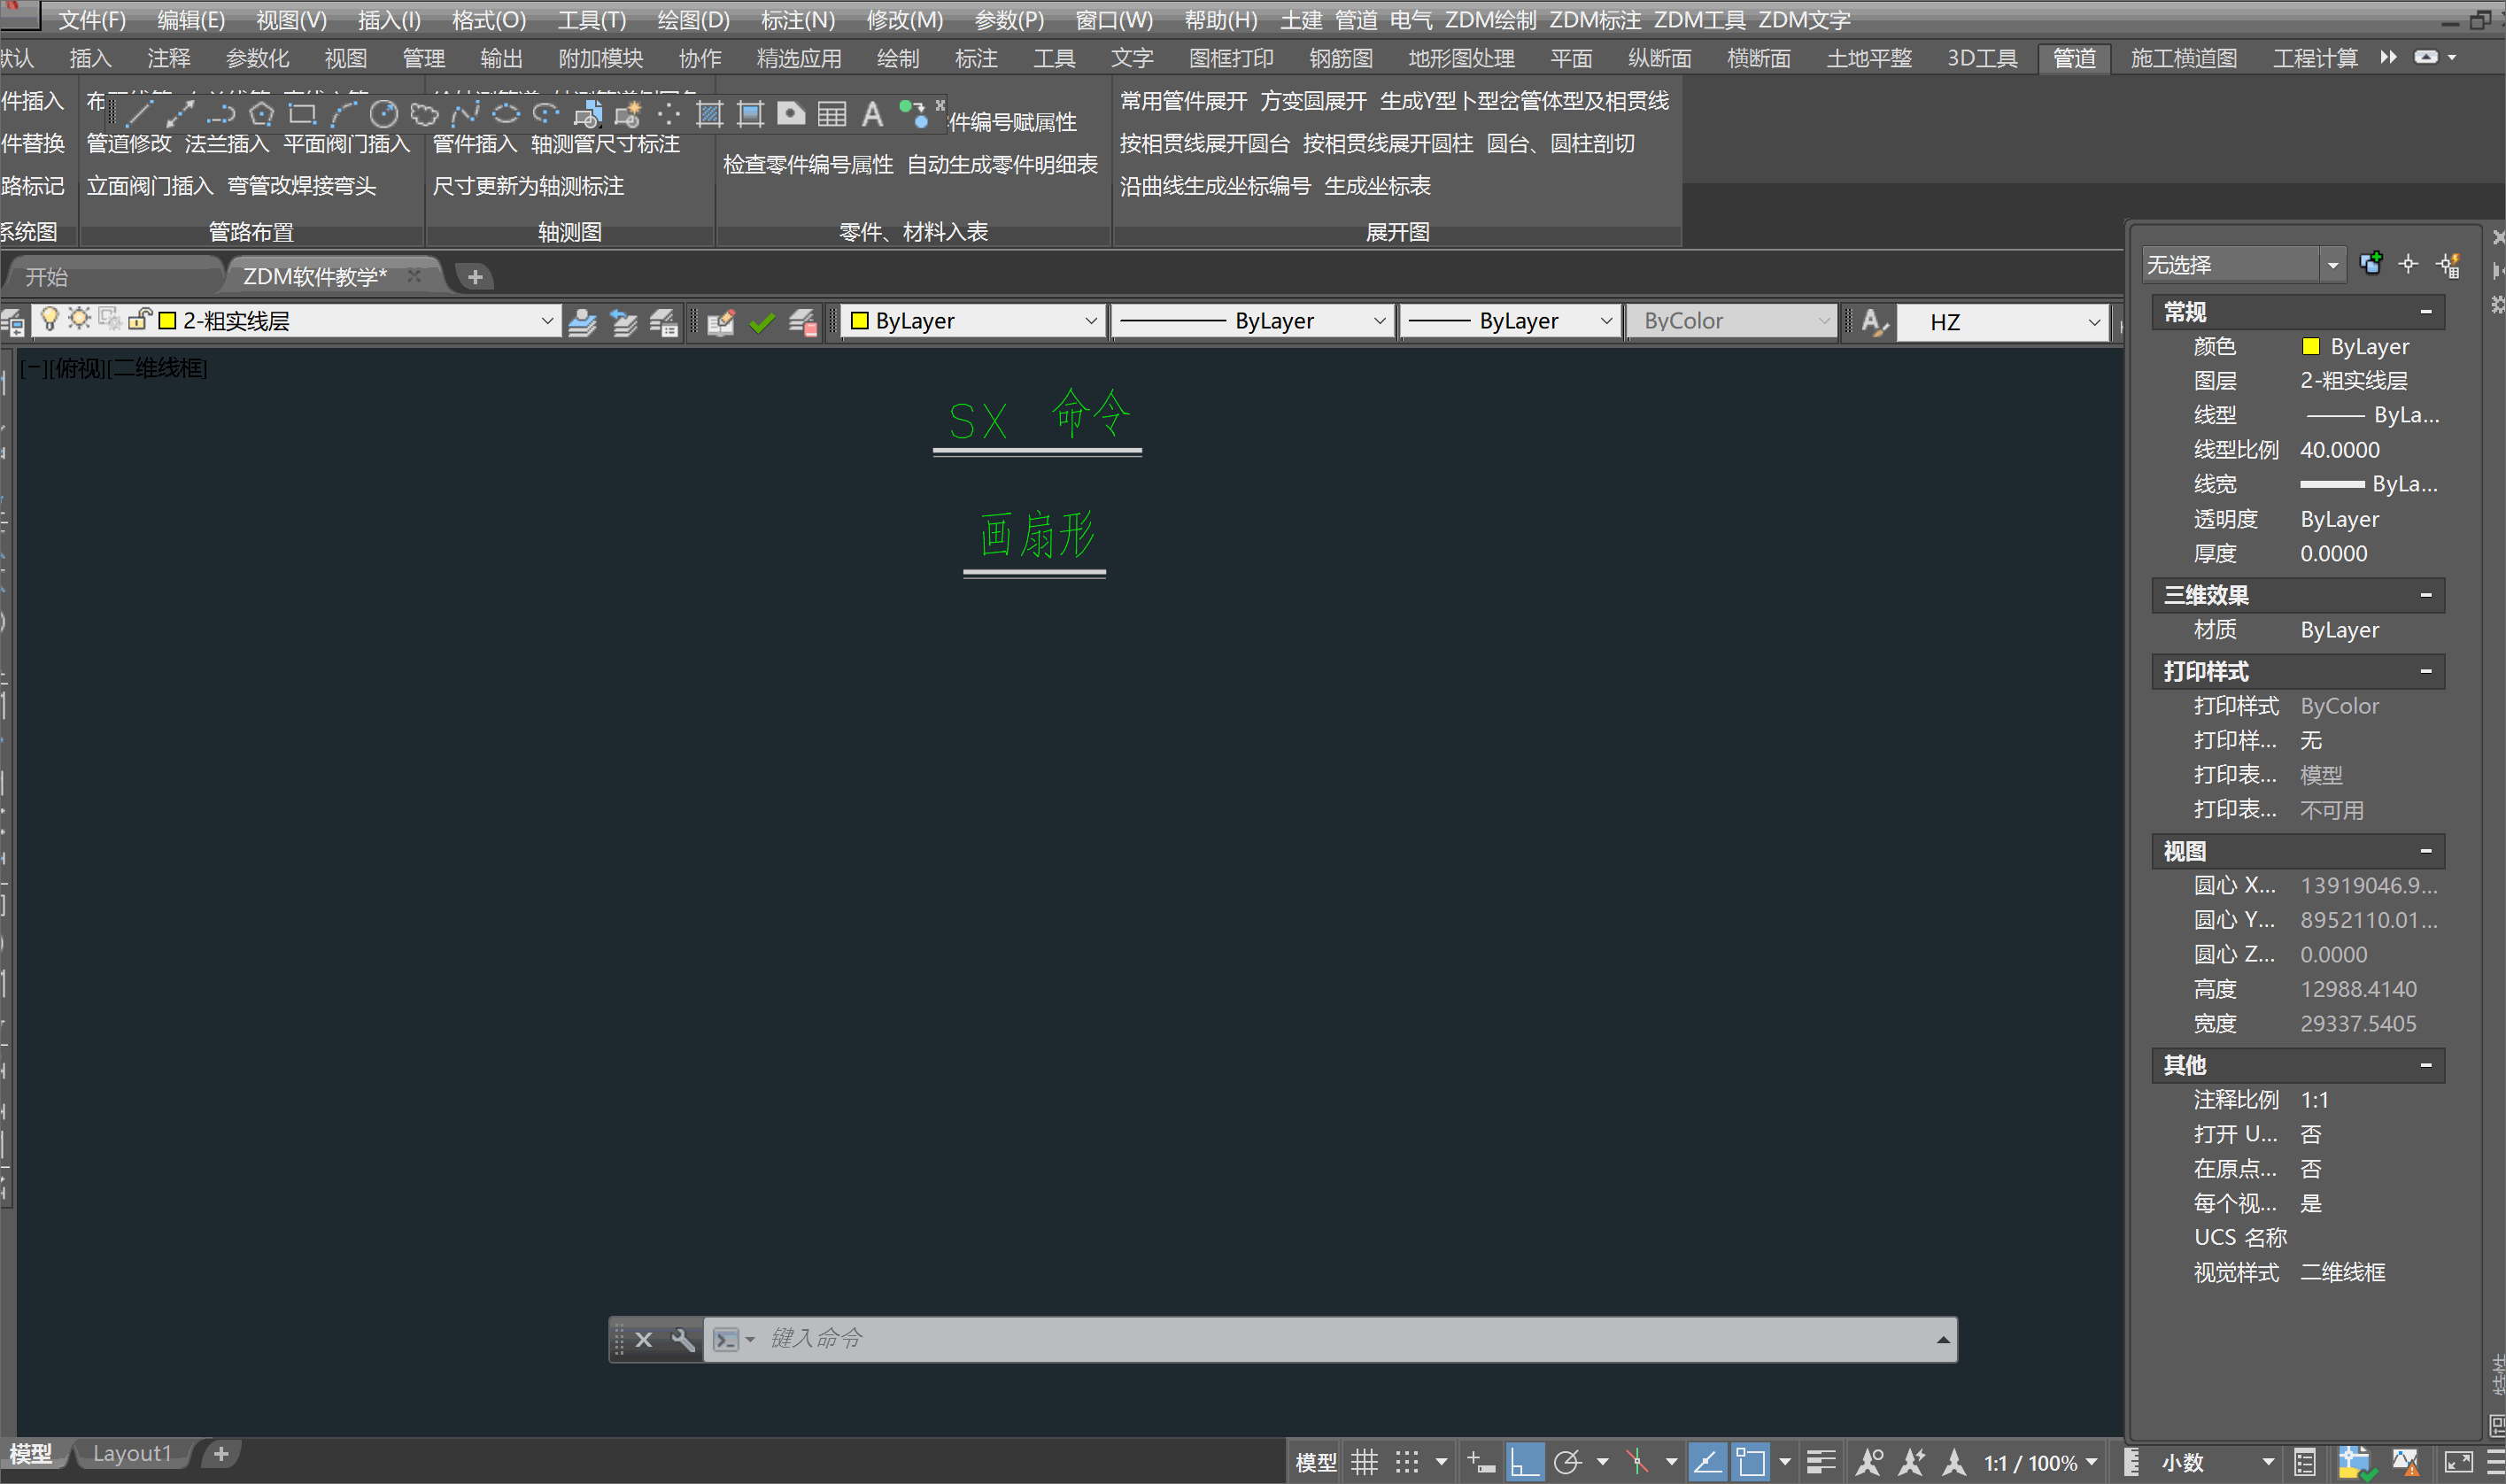 文件(F) 编辑(E) 视图(V) 插入(I) 格式(O) 工具(T) 绘图(D) 标注(N) 修改(M) 参数(P) 窗口(W) 帮助(H) 土建 管道 电气 ZDM绘制 ZDM标注 ZDM工具 ZDM文字
默认 插入 注释 参数化 视图 管理 输出 附加模块 协作 精选应用 绘制 标注 工具 文字 图框打印 钢筋图 地形图处理 平面 纵断面 横断面 土地平整 3D工具 管道 施工横道图 工程计算
件插入
件编号赋属性
常用管件展开 方变圆展开 生成Y型卜型岔管体型及相贯线
件替换 管道修改 法兰插入 平面阀门插入 管件插入 轴测管尺寸标注
检查零件编号属性 自动生成零件明细表
按相贯线展开圆台 按相贯线展开圆柱 圆台、圆柱剖切
路标记 立面阀门插入 弯管改焊接弯头 尺寸更新为轴测标注
沿曲线生成坐标编号 生成坐标表
系统图 管路布置 轴测图 零件、材料入表 展开图
开始 ZDM软件教学*
2-粗实线层 ByLayer ByLayer ByLayer ByColor HZ
[−][俯视][二维线框]
SX 命令
画扇形
键入命令
无选择
常规
颜色 ByLayer
图层 2-粗实线层
线型 ByLa...
线型比例 40.0000
线宽 ByLa...
透明度 ByLayer
厚度 0.0000
三维效果
材质 ByLayer
打印样式
打印样式 ByColor
打印样... 无
打印表... 模型
打印表... 不可用
视图
圆心 X... 13919046.9...
圆心 Y... 8952110.01...
圆心 Z... 0.0000
高度 12988.4140
宽度 29337.5405
其他
注释比例 1:1
打开 U... 否
在原点... 否
每个视... 是
UCS 名称
视觉样式 二维线框
特性
模型 Layout1
模型 1:1 / 100% 小数